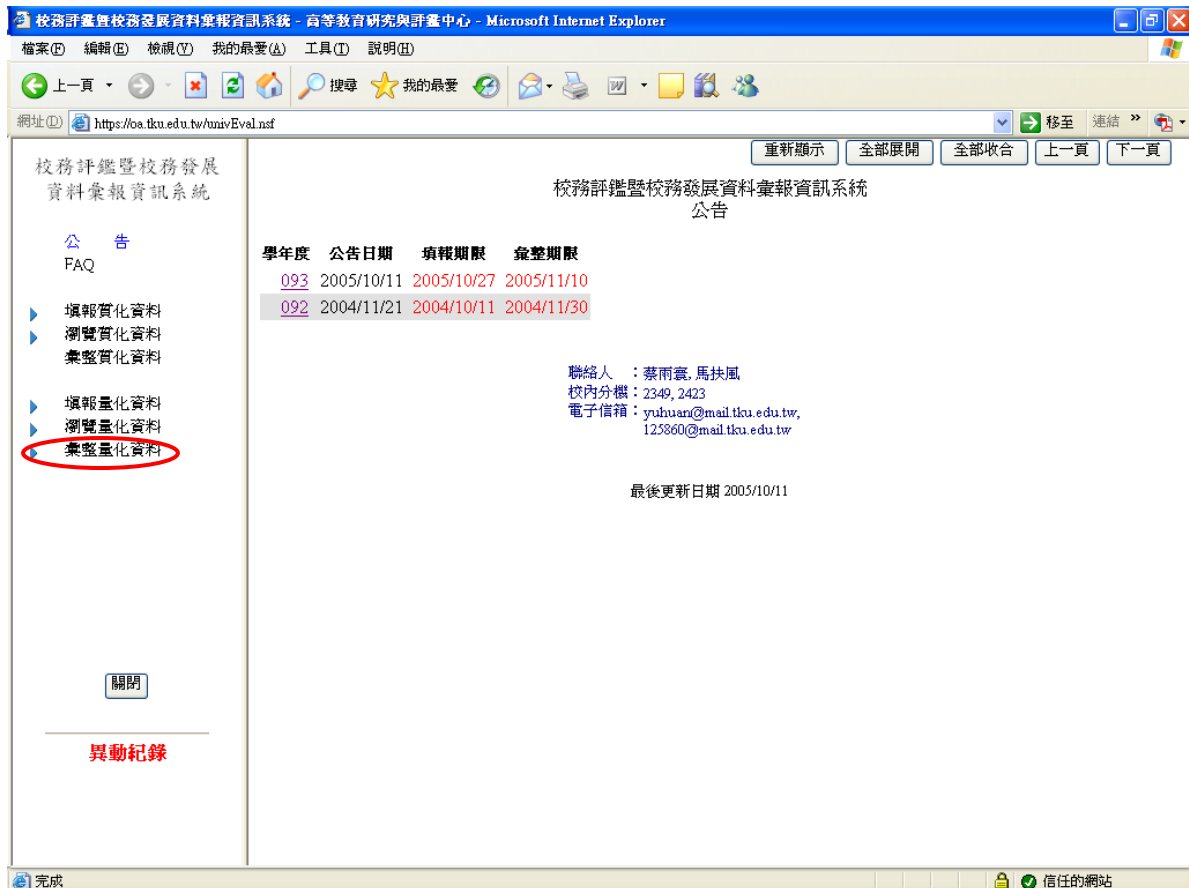 校務評鑑暨校務發展資料彙報資訊系統 - 高等教育研究與評鑑中心 - Microsoft Internet Explorer
檔案(F) 編輯(E) 檢視(V) 我的最愛(A) 工具(T) 說明(H)
上一頁 搜尋 我的最愛
網址(D) https://oa.tku.edu.tw/univEval.nsf 移至 連結 »
重新顯示 全部展開 全部收合 上一頁 下一頁
校務評鑑暨校務發展
資料彙報資訊系統
公 告
FAQ
填報質化資料
瀏覽質化資料
彙整質化資料
填報量化資料
瀏覽量化資料
彙整量化資料
關閉
異動紀錄
校務評鑑暨校務發展資料彙報資訊系統
公告
學年度 公告日期 填報期限 彙整期限
093 2005/10/11 2005/10/27 2005/11/10
092 2004/11/21 2004/10/11 2004/11/30
聯絡人 :蔡雨寰, 馬扶風
校內分機:2349, 2423
電子信箱:yuhuan@mail.tku.edu.tw,
125860@mail.tku.edu.tw
最後更新日期 2005/10/11
完成 信任的網站